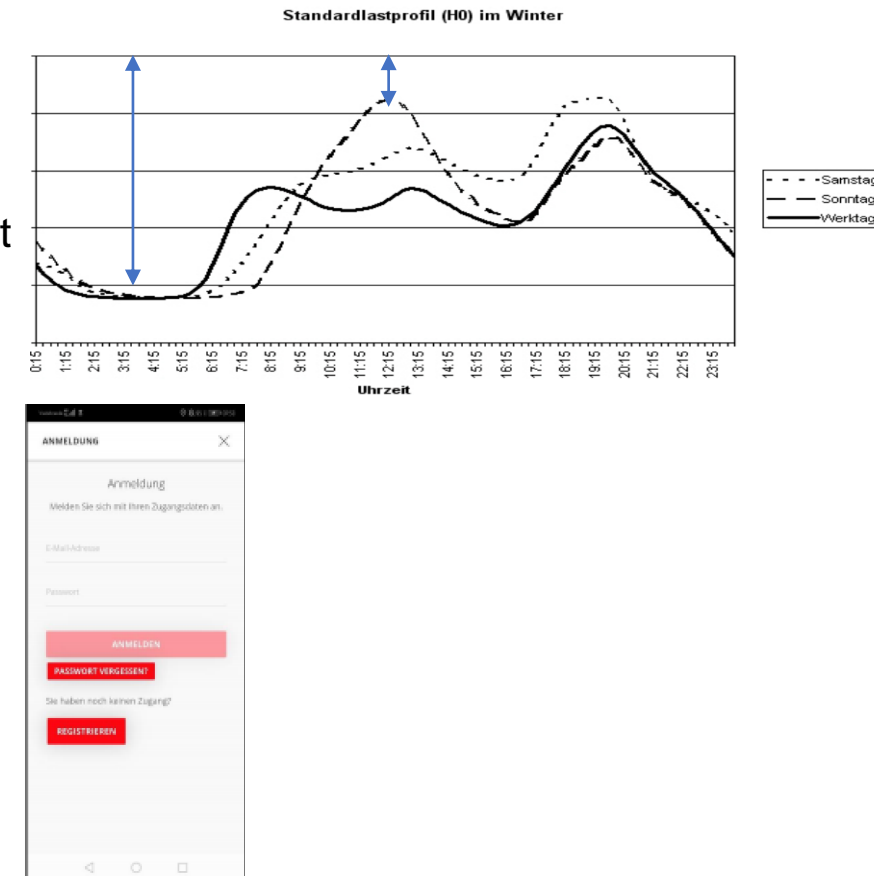 Standardlastprofil (H0) im Winter
t
Samstag
Sonntag
Werktag
0:15 1:15 2:15 3:15 4:15 5:15 6:15 7:15 8:15 9:15 10:15 11:15 12:15 13:15 14:15 15:15 16:15 17:15 18:15 19:15 20:15 21:15 22:15 23:15
Uhrzeit
ANMELDUNG
Anmeldung
Melden Sie sich mit Ihren Zugangsdaten an.
E-Mail-Adresse
Passwort
ANMELDEN
PASSWORT VERGESSEN?
Sie haben noch keinen Zugang?
REGISTRIEREN